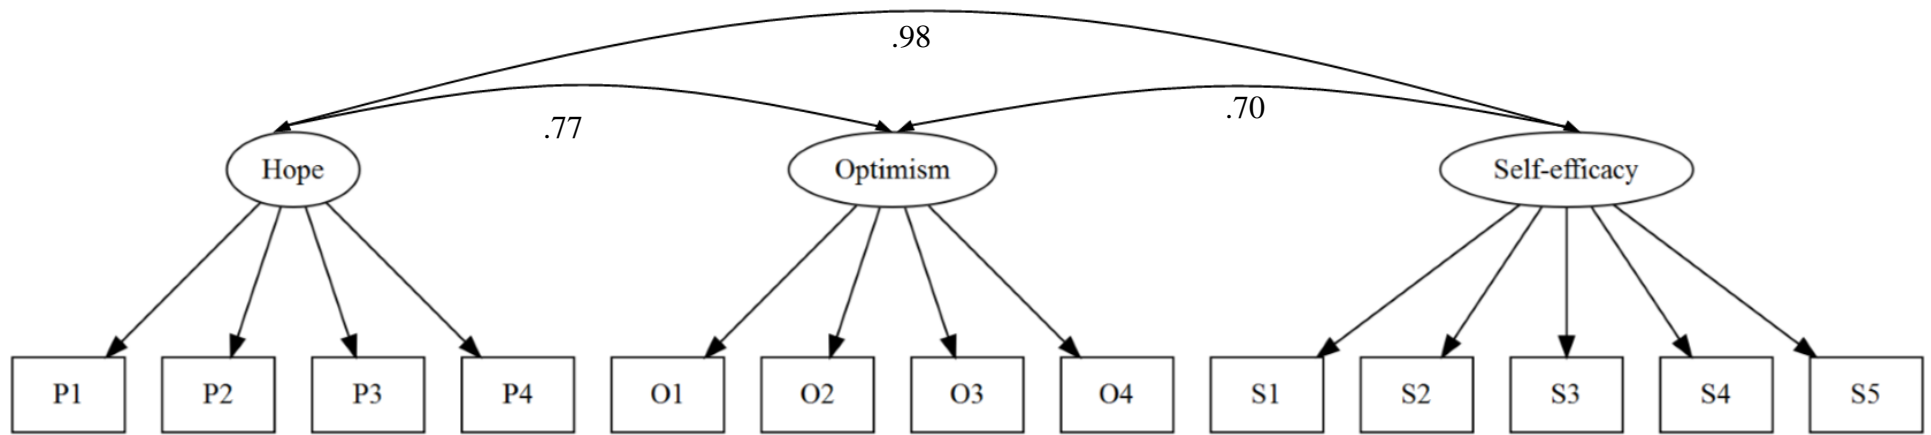 .98
.77
.70
Hope
Optimism
Self-efficacy
P1
P2
P3
P4
O1
O2
O3
O4
S1
S2
S3
S4
S5